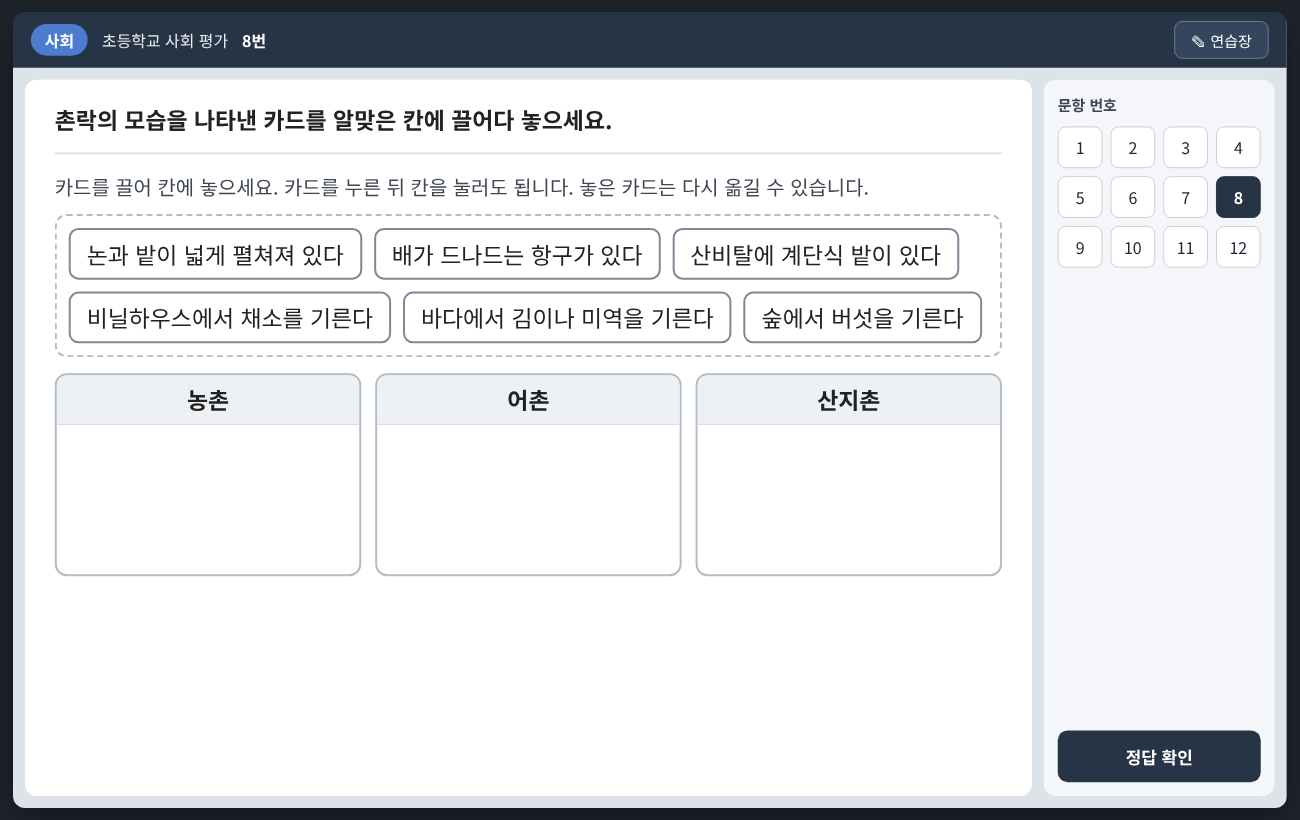 사회 초등학교 사회 평가 8번
✎ 연습장
촌락의 모습을 나타낸 카드를 알맞은 칸에 끌어다 놓으세요.
카드를 끌어 칸에 놓으세요. 카드를 누른 뒤 칸을 눌러도 됩니다. 놓은 카드는 다시 옮길 수 있습니다.
논과 밭이 넓게 펼쳐져 있다 배가 드나드는 항구가 있다 산비탈에 계단식 밭이 있다
비닐하우스에서 채소를 기른다 바다에서 김이나 미역을 기른다 숲에서 버섯을 기른다
농촌 어촌 산지촌
문항 번호
1 2 3 4
5 6 7 8
9 10 11 12
정답 확인